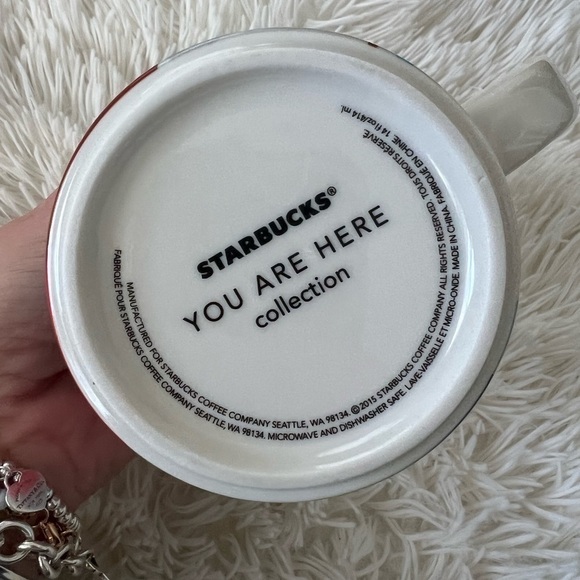 STARBUCKS®
YOU ARE HERE
collection
MANUFACTURED FOR STARBUCKS COFFEE COMPANY SEATTLE, WA 98134. ©2015 STARBUCKS COFFEE COMPANY ALL RIGHTS RESERVED. TOUS DROITS RÉSERVÉ
FABRIQUÉ POUR STARBUCKS COFFEE COMPANY SEATTLE, WA 98134. MICROWAVE AND DISHWASHER SAFE. LAVE-VAISSELLE ET MICRO-ONDE. MADE IN CHINA. FABRIQUÉ EN CHINE. 14 fl oz/414 mL